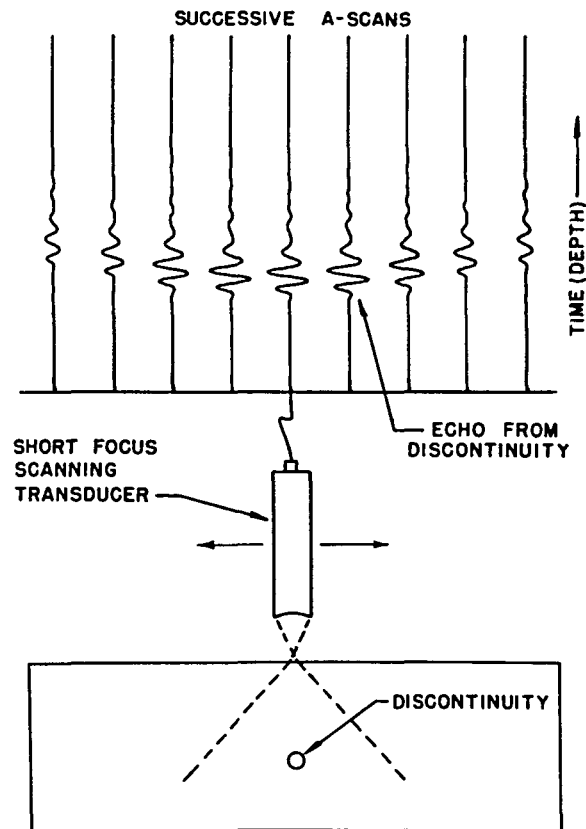 SUCCESSIVE A-SCANS
TIME (DEPTH)
ECHO FROM
DISCONTINUITY
SHORT FOCUS
SCANNING
TRANSDUCER
DISCONTINUITY